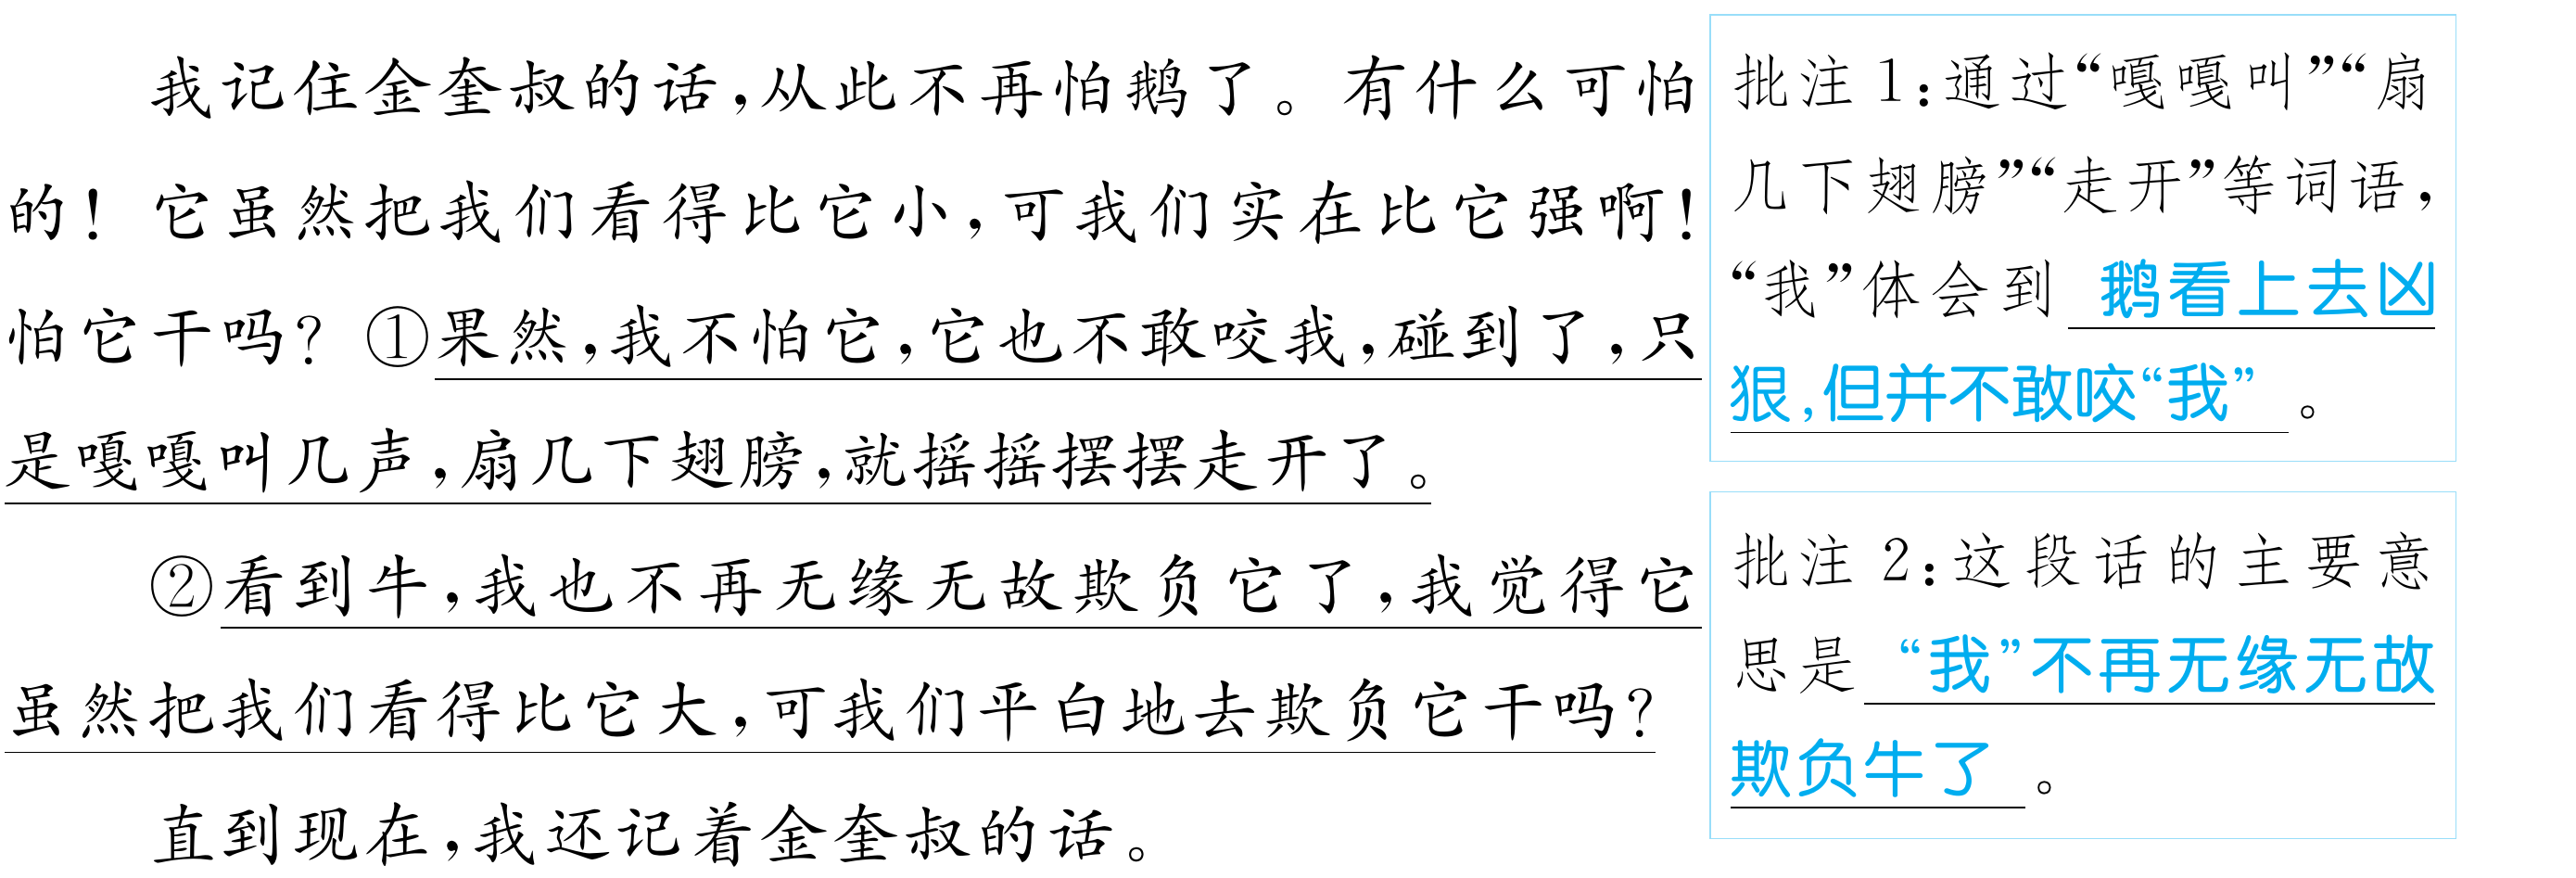 我记住金奎叔的话,从此不再怕鹅了。有什么可怕
的！它虽然把我们看得比它小,可我们实在比它强啊！
怕它干吗？①果然,我不怕它,它也不敢咬我,碰到了,只
是嘎嘎叫几声,扇几下翅膀,就摇摇摆摆走开了。
②看到牛,我也不再无缘无故欺负它了,我觉得它
虽然把我们看得比它大,可我们平白地去欺负它干吗？
直到现在,我还记着金奎叔的话。
批注 1:通过“嘎嘎叫”“扇
几下翅膀”“走开”等词语,
“我”体会到 鹅看上去凶
狠,但并不敢咬“我” 。
批注 2:这段话的主要意
思是 “我”不再无缘无故
欺负牛了 。